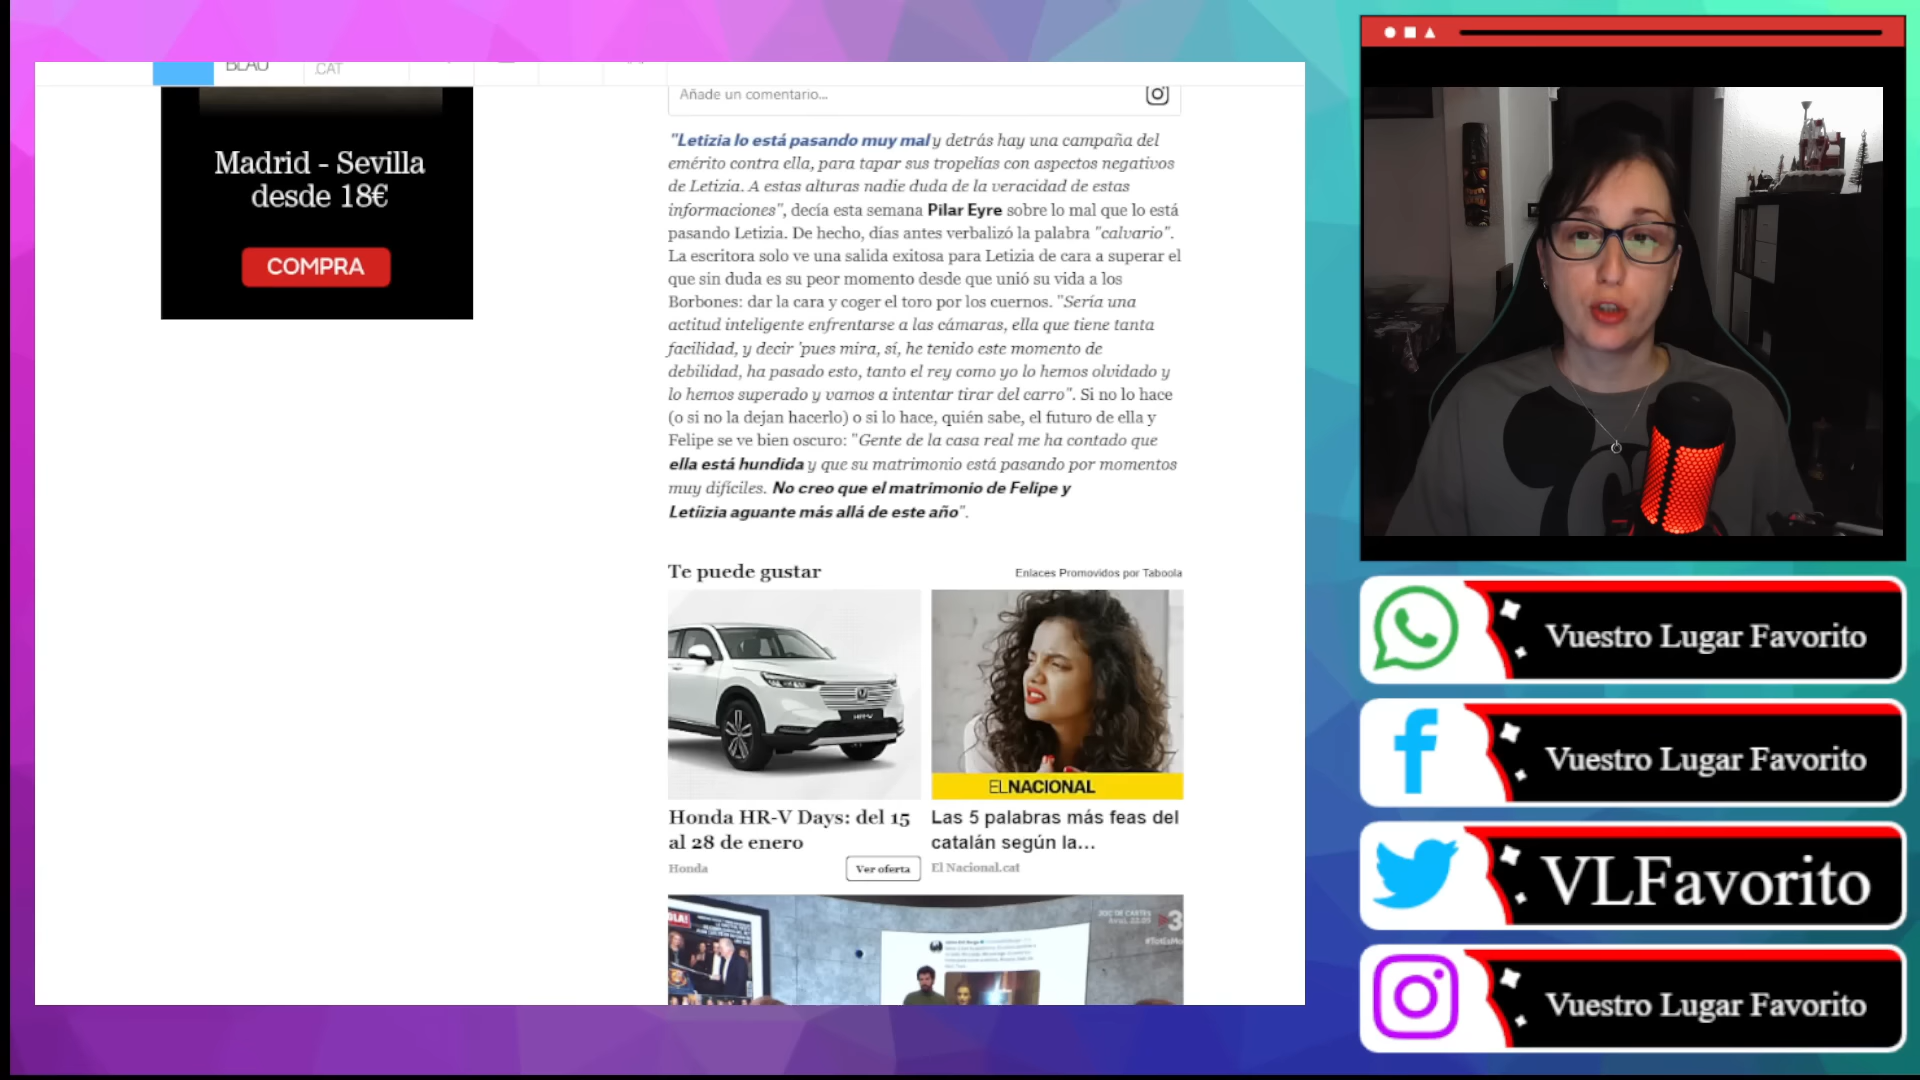 BLAU
.CAT
Madrid - Sevilla
desde 18€
COMPRA
Añade un comentario...
"Letizia lo está pasando muy mal y detrás hay una campaña del
emérito contra ella, para tapar sus tropelías con aspectos negativos
de Letizia. A estas alturas nadie duda de la veracidad de estas
informaciones", decía esta semana Pilar Eyre sobre lo mal que lo está
pasando Letizia. De hecho, días antes verbalizó la palabra "calvario".
La escritora solo ve una salida exitosa para Letizia de cara a superar el
que sin duda es su peor momento desde que unió su vida a los
Borbones: dar la cara y coger el toro por los cuernos. "Sería una
actitud inteligente enfrentarse a las cámaras, ella que tiene tanta
facilidad, y decir 'pues mira, sí, he tenido este momento de
debilidad, ha pasado esto, tanto el rey como yo lo hemos olvidado y
lo hemos superado y vamos a intentar tirar del carro". Si no lo hace
(o si no la dejan hacerlo) o si lo hace, quién sabe, el futuro de ella y
Felipe se ve bien oscuro: "Gente de la casa real me ha contado que
ella está hundida y que su matrimonio está pasando por momentos
muy difíciles. No creo que el matrimonio de Felipe y
Letiizia aguante más allá de este año".
Te puede gustar
Enlaces Promovidos por Taboola
HR-V
ELNACIONAL
Honda HR-V Days: del 15
al 28 de enero
Honda
Ver oferta
Las 5 palabras más feas del
catalán según la...
El Nacional.cat
¡HOLA!
JOC DE CARTES
3
Vuestro Lugar Favorito
Vuestro Lugar Favorito
VLFavorito
Vuestro Lugar Favorito